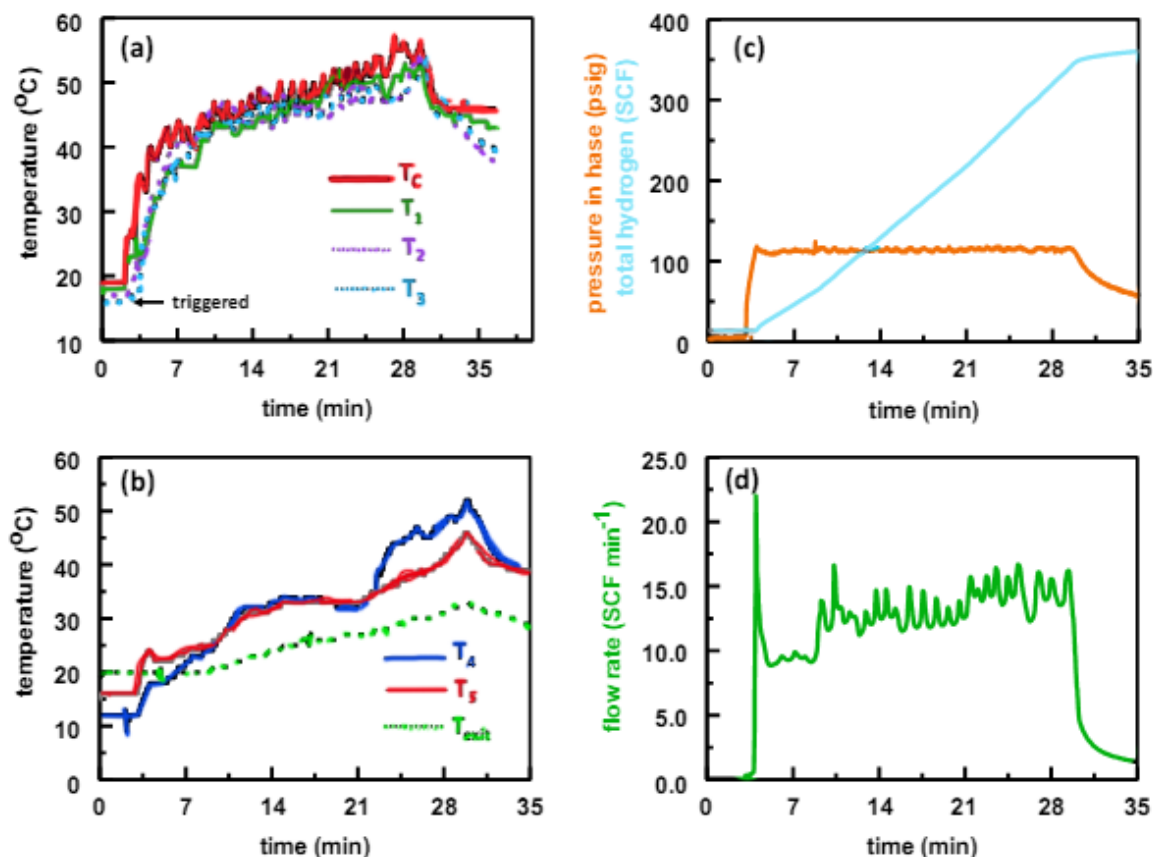 (a)
60
50
40
30
20
10
temperature (°C)
T_C
T_1
T_2
T_3
triggered
0 7 14 21 28 35
time (min)
(c)
400
300
200
100
0
pressure in hase (psig)
total hydrogen (SCF)
0 7 14 21 28 35
time (min)
(b)
60
50
40
30
20
10
0
temperature (°C)
T_4
T_5
T_exit
0 7 14 21 28 35
time (min)
(d)
25.0
20.0
15.0
10.0
5.0
0.0
flow rate (SCF min⁻¹)
0 7 14 21 28 35
time (min)